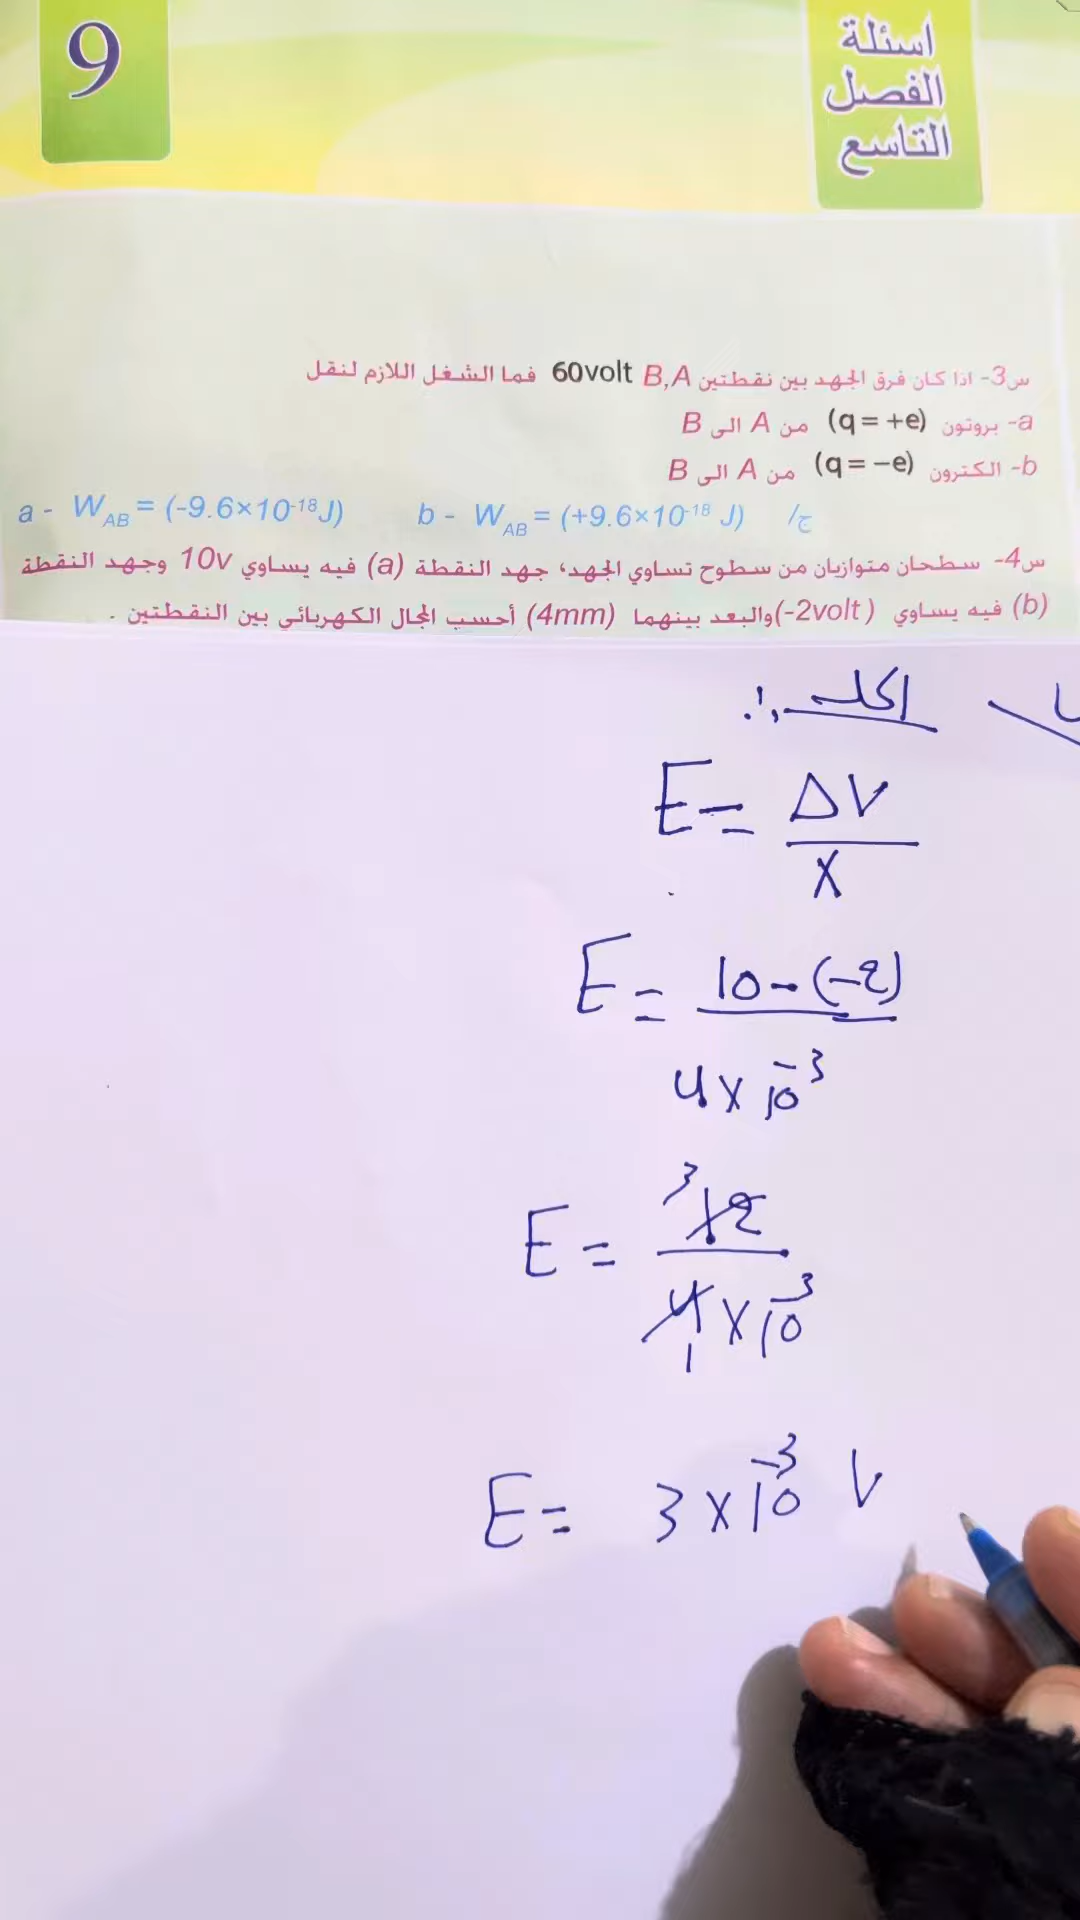 9
اسئلة
الفصل
التاسع
س3- اذا كان فرق الجهد بين نقطتين B,A 60volt فما الشغل اللازم لنقل
a- بروتون (q = +e) من A الى B
b- الكترون (q = -e) من A الى B
ج/ a - W_AB = (-9.6×10^-18 J) b - W_AB = (+9.6×10^-18 J)
س4- سطحان متوازيان من سطوح تساوي الجهد، جهد النقطة (a) فيه يساوي 10v وجهد النقطة
(b) فيه يساوي (-2volt) والبعد بينهما (4mm) أحسب المجال الكهربائي بين النقطتين .
الحل
E = ΔV / X
E = 10 - (-2) / 4 × 10^-3
E = 12 / 4 × 10^-3
3
1
E = 3 × 10^-3 V